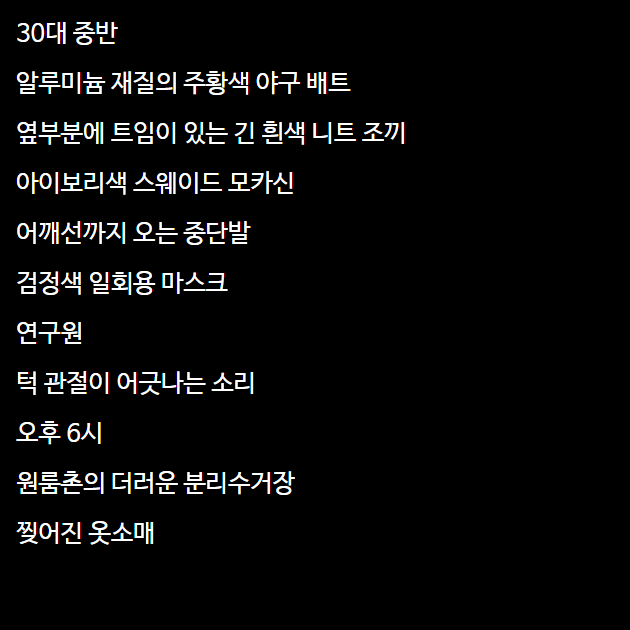 30대 중반
알루미늄 재질의 주황색 야구 배트
옆부분에 트임이 있는 긴 흰색 니트 조끼
아이보리색 스웨이드 모카신
어깨선까지 오는 중단발
검정색 일회용 마스크
연구원
턱 관절이 어긋나는 소리
오후 6시
원룸촌의 더러운 분리수거장
찢어진 옷소매